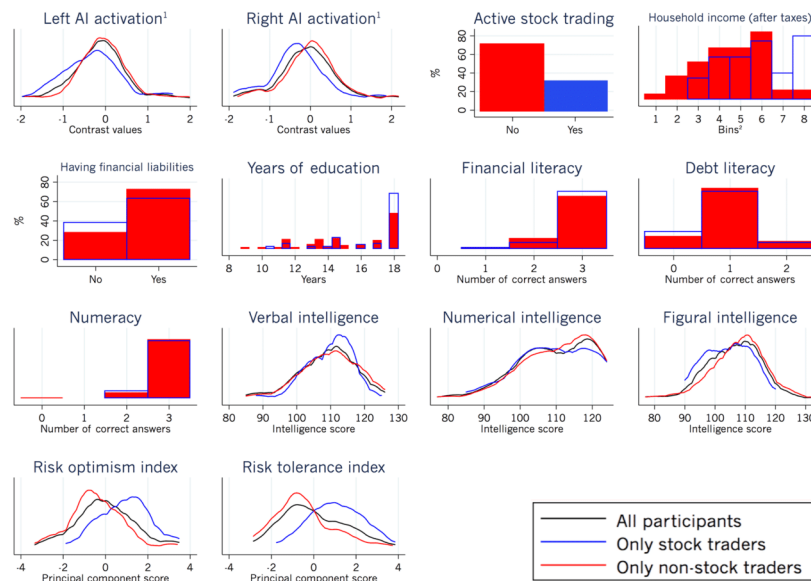 Left AI activation¹
Right AI activation¹
Active stock trading
Household income (after taxes)
80
60
40
20
0
%
-2 -1 0 1 2
Contrast values
-2 -1 0 1 2
Contrast values
No Yes
1 2 3 4 5 6 7 8
Bins²
Having financial liabilities
Years of education
Financial literacy
Debt literacy
80
60
40
20
0
%
No Yes
8 10 12 14 16 18
Years
0 1 2 3
Number of correct answers
0 1 2
Number of correct answers
Numeracy
Verbal intelligence
Numerical intelligence
Figural intelligence
0 1 2 3
Number of correct answers
80 90 100 110 120 130
Intelligence score
80 90 100 110 120
Intelligence score
80 90 100 110 120 130
Intelligence score
Risk optimism index
Risk tolerance index
-4 -2 0 2 4
Principal component score
-4 -2 0 2 4
Principal component score
All participants
Only stock traders
Only non-stock traders